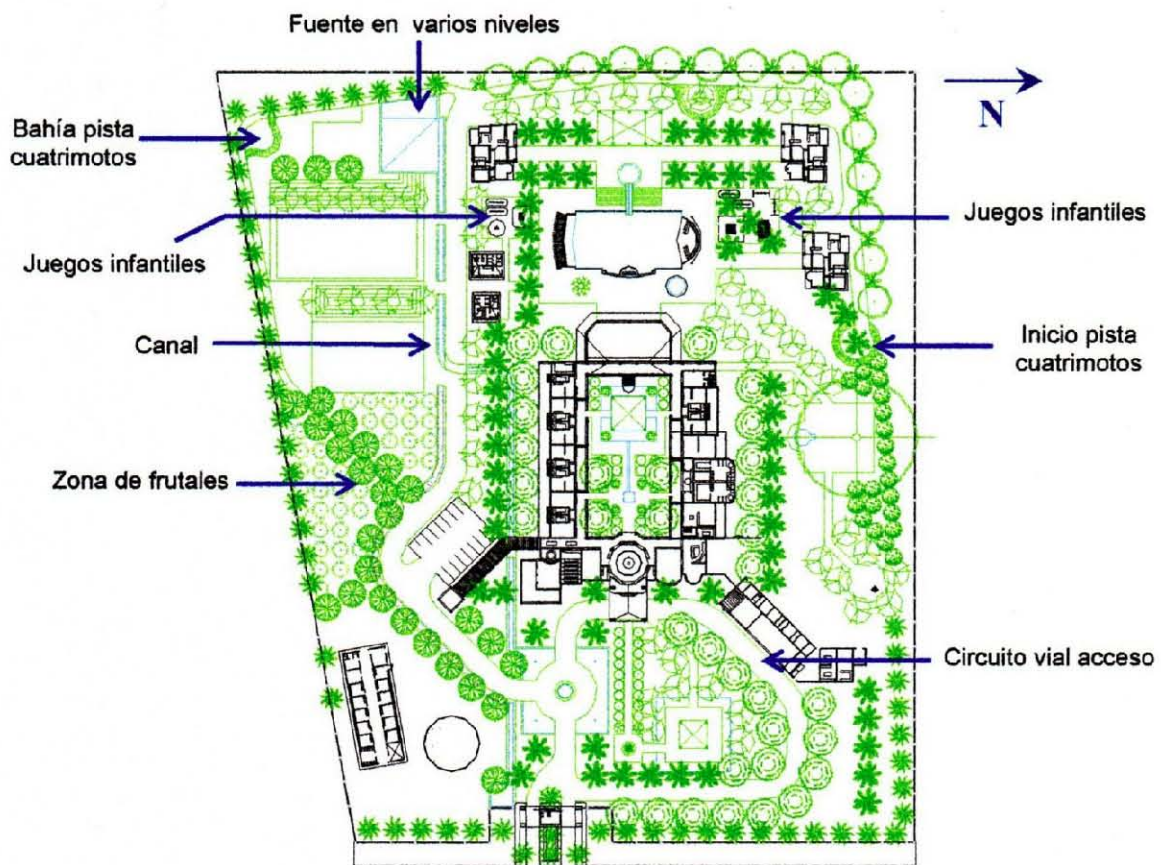 Fuente en varios niveles
N
Bahía pista
cuatrimotos
Juegos infantiles
Juegos infantiles
Canal
Inicio pista
cuatrimotos
Zona de frutales
Circuito vial acceso